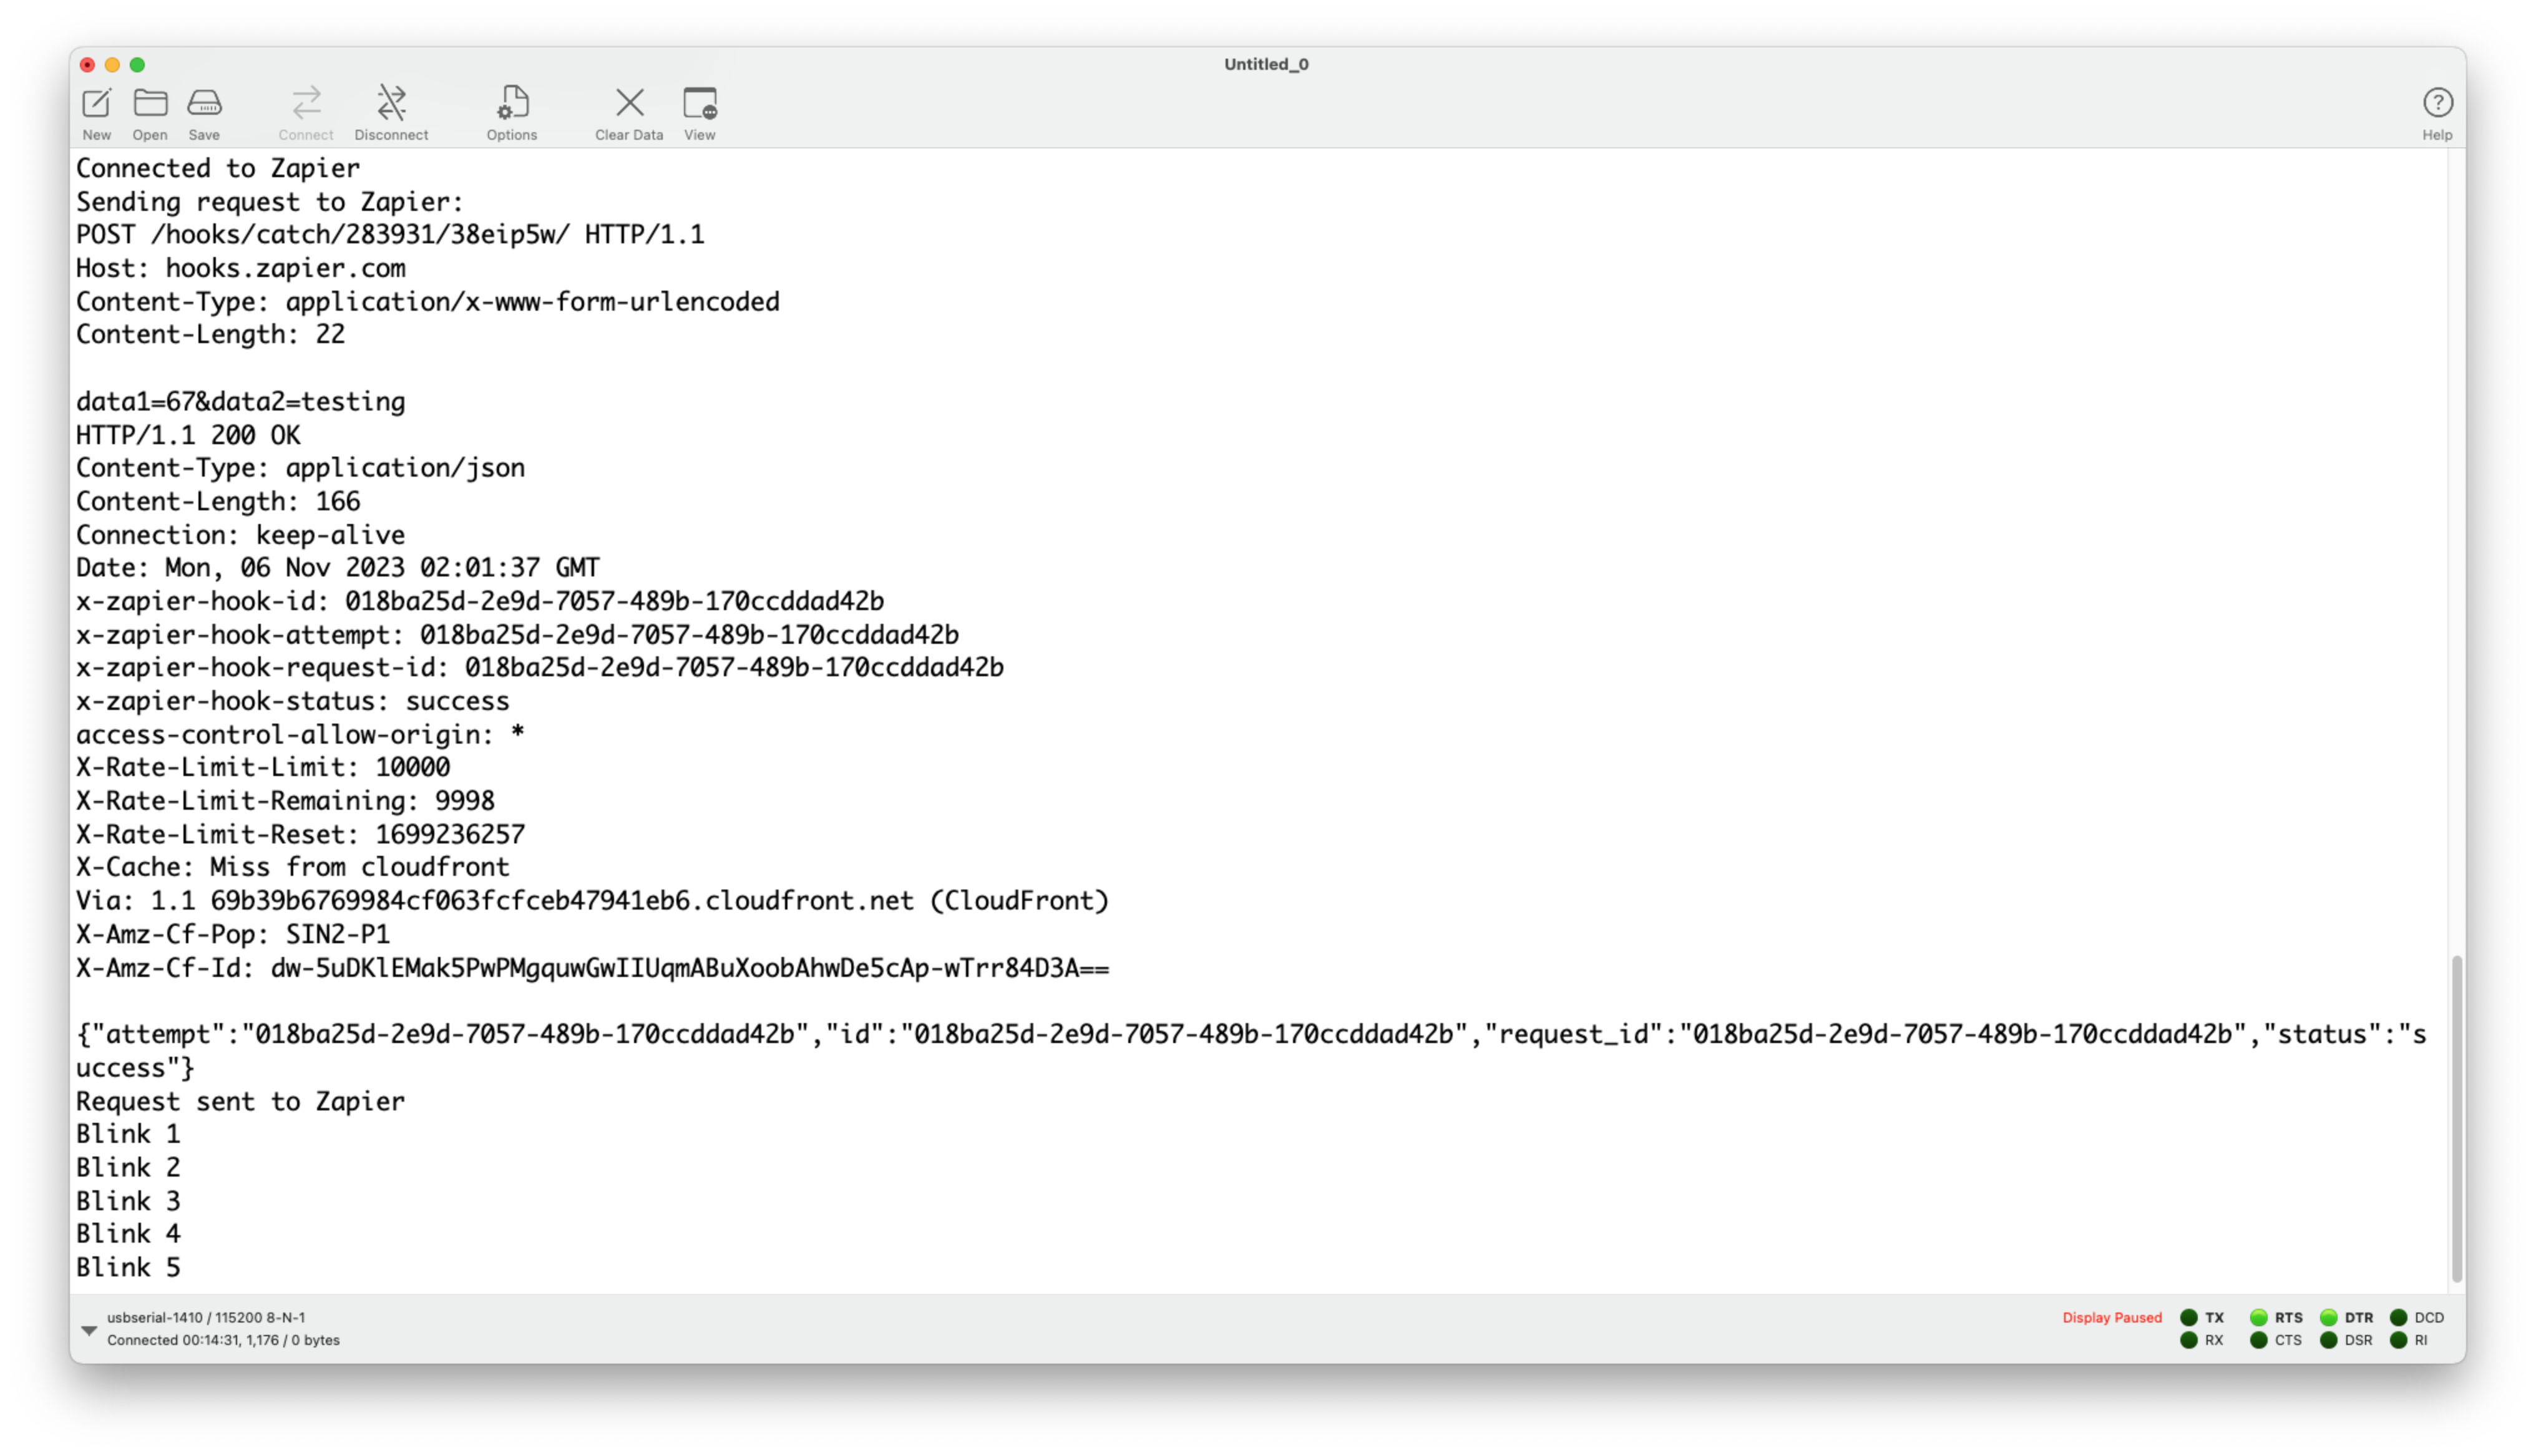 Untitled_0
New Open Save Connect Disconnect Options Clear Data View Help
Connected to Zapier
Sending request to Zapier:
POST /hooks/catch/283931/38eip5w/ HTTP/1.1
Host: hooks.zapier.com
Content-Type: application/x-www-form-urlencoded
Content-Length: 22
data1=67&data2=testing
HTTP/1.1 200 OK
Content-Type: application/json
Content-Length: 166
Connection: keep-alive
Date: Mon, 06 Nov 2023 02:01:37 GMT
x-zapier-hook-id: 018ba25d-2e9d-7057-489b-170ccddad42b
x-zapier-hook-attempt: 018ba25d-2e9d-7057-489b-170ccddad42b
x-zapier-hook-request-id: 018ba25d-2e9d-7057-489b-170ccddad42b
x-zapier-hook-status: success
access-control-allow-origin: *
X-Rate-Limit-Limit: 10000
X-Rate-Limit-Remaining: 9998
X-Rate-Limit-Reset: 1699236257
X-Cache: Miss from cloudfront
Via: 1.1 69b39b6769984cf063fcfceb47941eb6.cloudfront.net (CloudFront)
X-Amz-Cf-Pop: SIN2-P1
X-Amz-Cf-Id: dw-5uDKlEMak5PwPMgquwGwIIUqmABuXoobAhwDe5cAp-wTrr84D3A==
{"attempt":"018ba25d-2e9d-7057-489b-170ccddad42b","id":"018ba25d-2e9d-7057-489b-170ccddad42b","request_id":"018ba25d-2e9d-7057-489b-170ccddad42b","status":"s
uccess"}
Request sent to Zapier
Blink 1
Blink 2
Blink 3
Blink 4
Blink 5
usbserial-1410 / 115200 8-N-1
Connected 00:14:31, 1,176 / 0 bytes
Display Paused TX RTS DTR DCD
RX CTS DSR RI